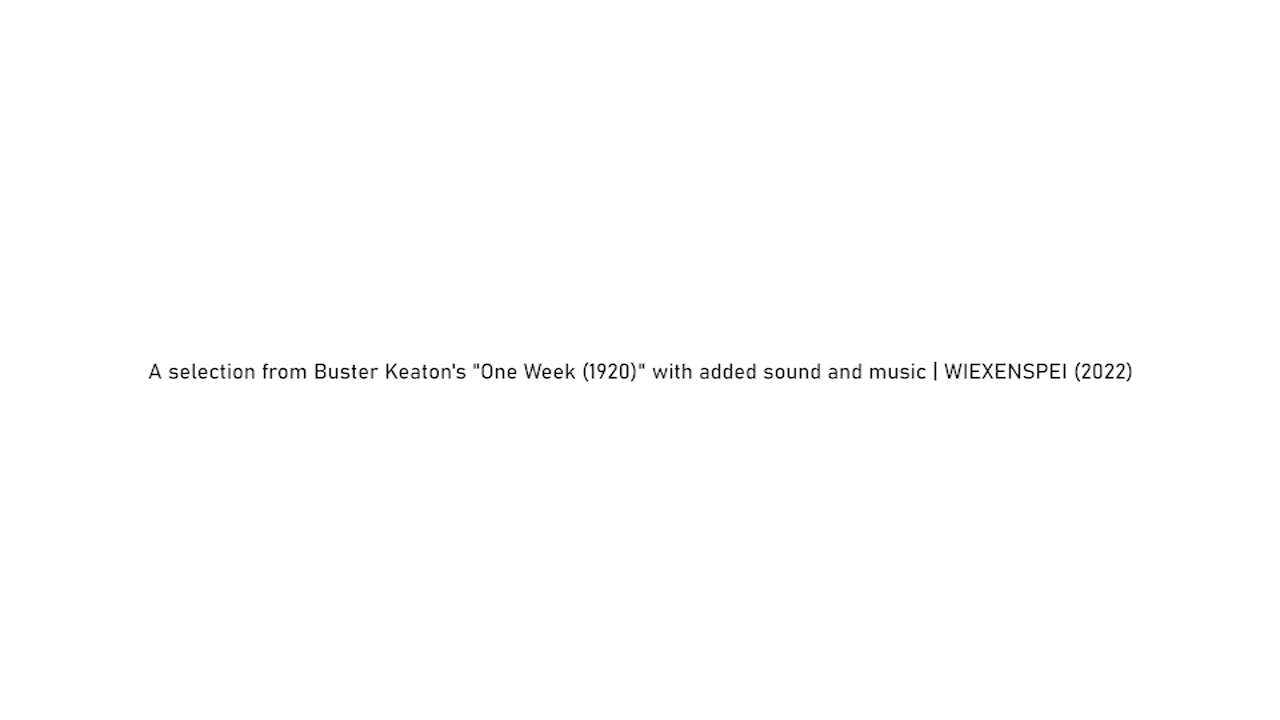 A selection from Buster Keaton's "One Week (1920)" with added sound and music | WIEXENSPEI (2022)